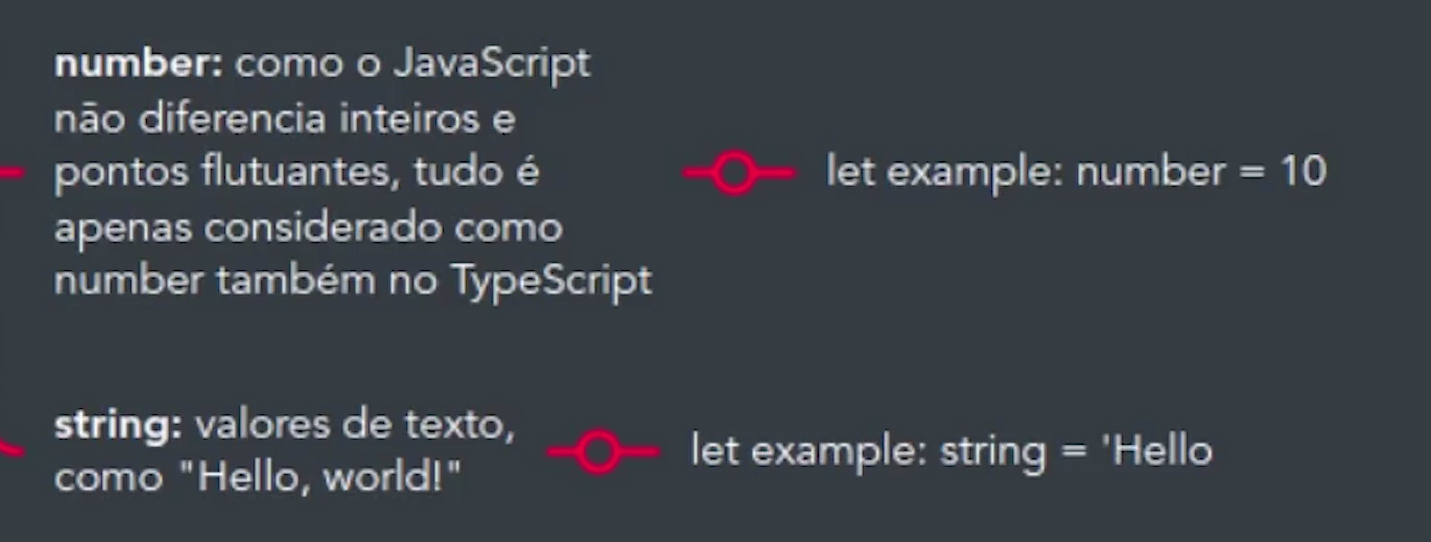 number: como o JavaScript
não diferencia inteiros e
pontos flutuantes, tudo é
apenas considerado como
number também no TypeScript
let example: number = 10
string: valores de texto,
como "Hello, world!"
let example: string = 'Hello